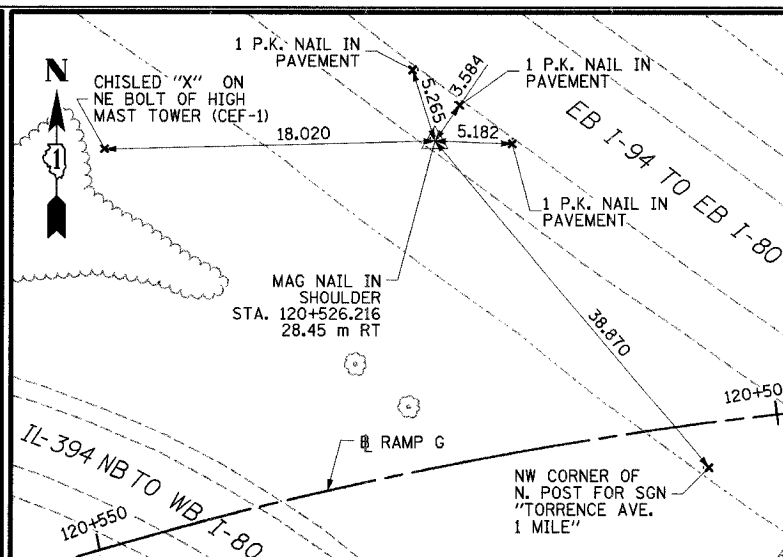 1 P.K. NAIL IN
PAVEMENT
N
CHISLED "X" ON
NE BOLT OF HIGH
MAST TOWER (CEF-1)
1
18.020
5.265
3.584
1 P.K. NAIL IN
PAVEMENT
5.182
EB I-94 TO EB I-80
1 P.K. NAIL IN
PAVEMENT
MAG NAIL IN
SHOULDER
STA. 120+526.216
28.45 m RT
38.870
120+50
IL-394 NB TO WB I-80
BL RAMP G
120+550
NW CORNER OF
N. POST FOR SGN
"TORRENCE AVE.
1 MILE"